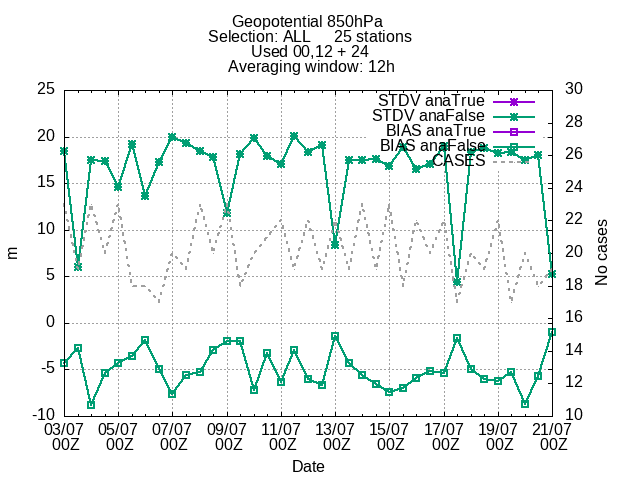 Geopotential 850hPa
Selection: ALL 25 stations
Used 00,12 + 24
Averaging window: 12h
25 30
STDV anaTrue
28
STDV anaFalse
20 BIAS anaTrue
BIAS anaFalse 26
CASES
15 24
22
10
m No cases
20
5
18
0 16
14
-5
12
-10 10
03/07 05/07 07/07 09/07 11/07 13/07 15/07 17/07 19/07 21/07
00Z 00Z 00Z 00Z 00Z 00Z 00Z 00Z 00Z 00Z
Date